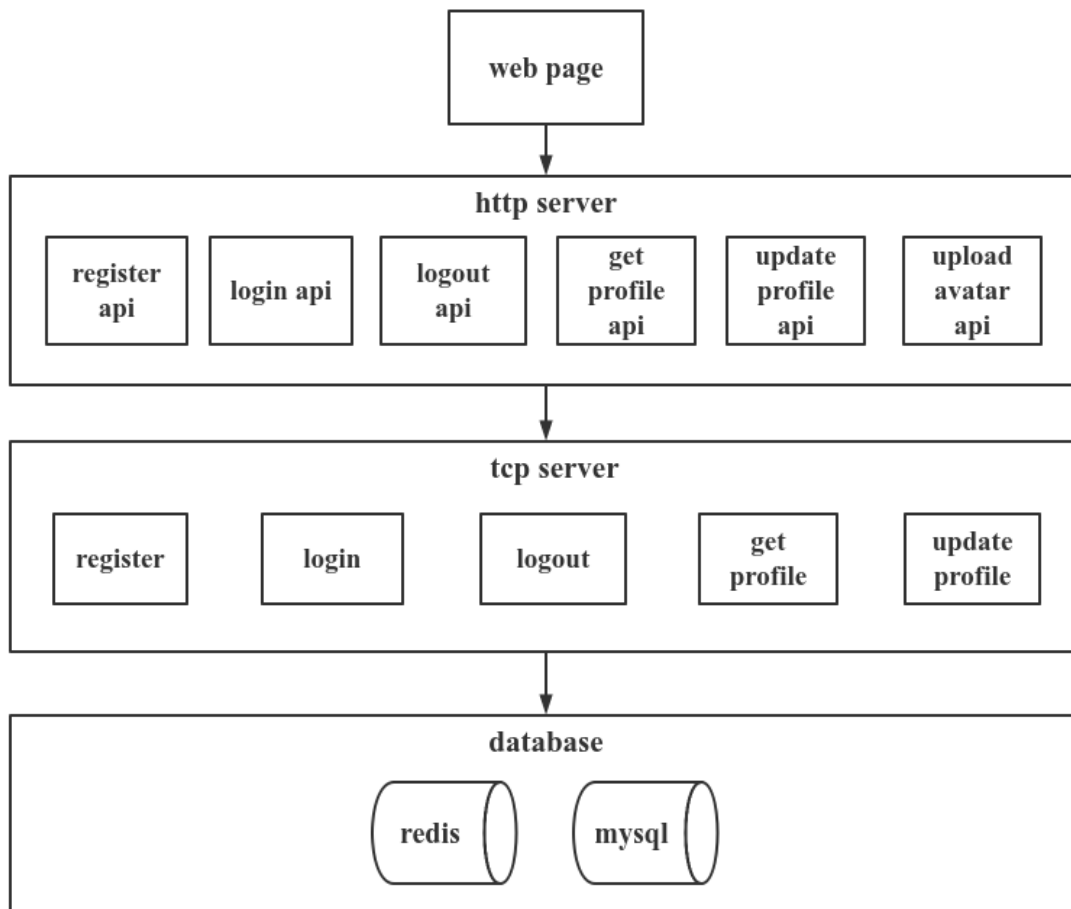 web page
http server
register
api
login api
logout
api
get
profile
api
update
profile
api
upload
avatar
api
tcp server
register
login
logout
get
profile
update
profile
database
redis
mysql